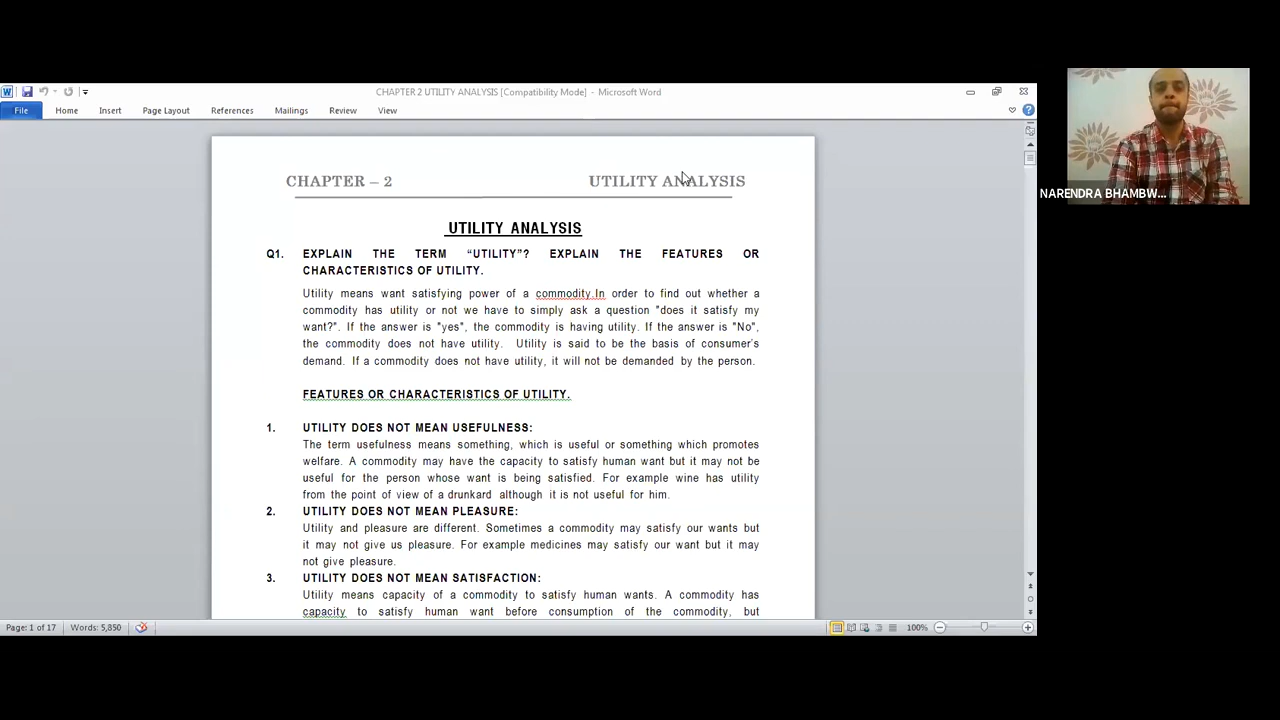 CHAPTER 2 UTILITY ANALYSIS [Compatibility Mode] - Microsoft Word
File Home Insert Page Layout References Mailings Review View
CHAPTER – 2 UTILITY ANALYSIS
UTILITY ANALYSIS
Q1. EXPLAIN THE TERM “UTILITY”? EXPLAIN THE FEATURES OR
CHARACTERISTICS OF UTILITY.
Utility means want satisfying power of a commodity.In order to find out whether a
commodity has utility or not we have to simply ask a question "does it satisfy my
want?". If the answer is "yes", the commodity is having utility. If the answer is "No",
the commodity does not have utility. Utility is said to be the basis of consumer's
demand. If a commodity does not have utility, it will not be demanded by the person.
FEATURES OR CHARACTERISTICS OF UTILITY.
1. UTILITY DOES NOT MEAN USEFULNESS:
The term usefulness means something, which is useful or something which promotes
welfare. A commodity may have the capacity to satisfy human want but it may not be
useful for the person whose want is being satisfied. For example wine has utility
from the point of view of a drunkard although it is not useful for him.
2. UTILITY DOES NOT MEAN PLEASURE:
Utility and pleasure are different. Sometimes a commodity may satisfy our wants but
it may not give us pleasure. For example medicines may satisfy our want but it may
not give pleasure.
3. UTILITY DOES NOT MEAN SATISFACTION:
Utility means capacity of a commodity to satisfy human wants. A commodity has
capacity to satisfy human want before consumption of the commodity, but
Page: 1 of 17 Words: 5,850 100%
NARENDRA BHAMBW...